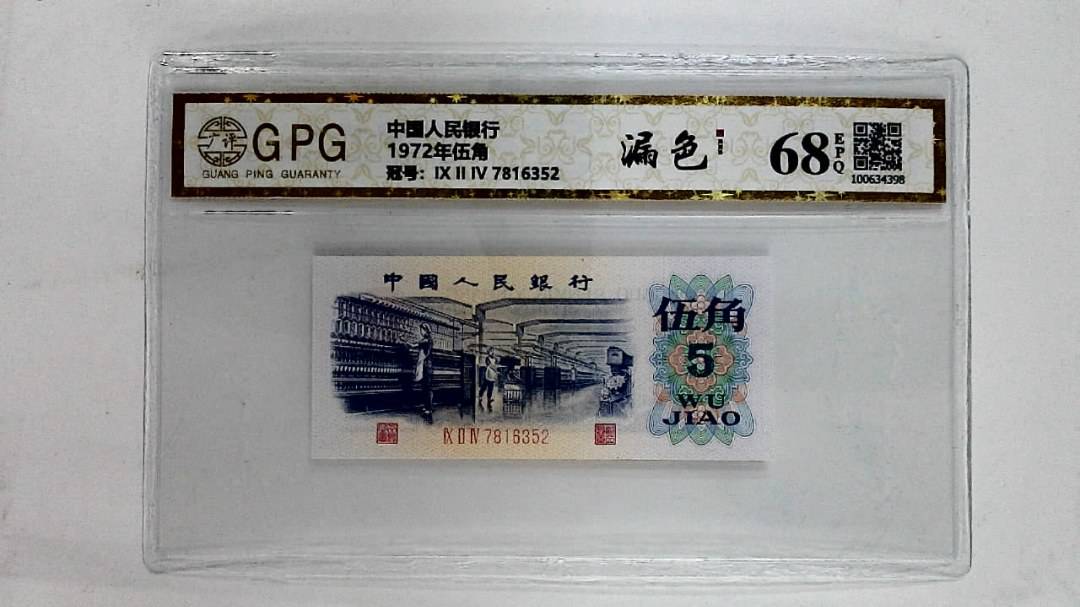 广评
GPG
GUANG PING GUARANTY
中国人民银行
1972年伍角
冠号: IX II IV 7816352
漏色
68
EPQ
100634398
中國人民銀行
伍角
5
WU
JIAO
IX II IV 7816352